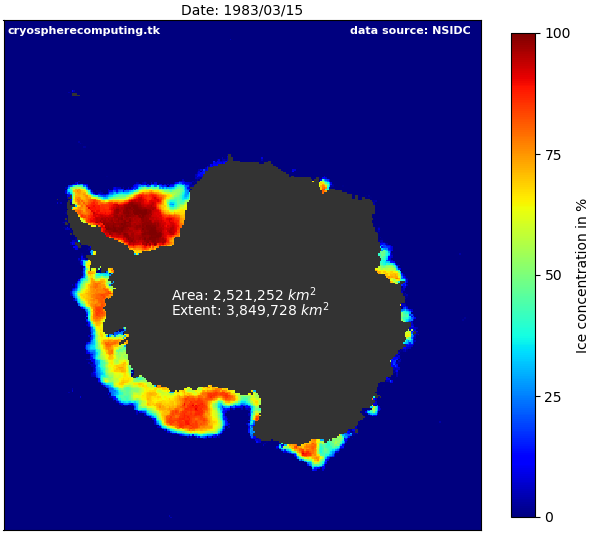 Date: 1983/03/15
cryospherecomputing.tk
data source: NSIDC
100
75
50
25
0
Ice concentration in %
Area: 2,521,252 km²
Extent: 3,849,728 km²